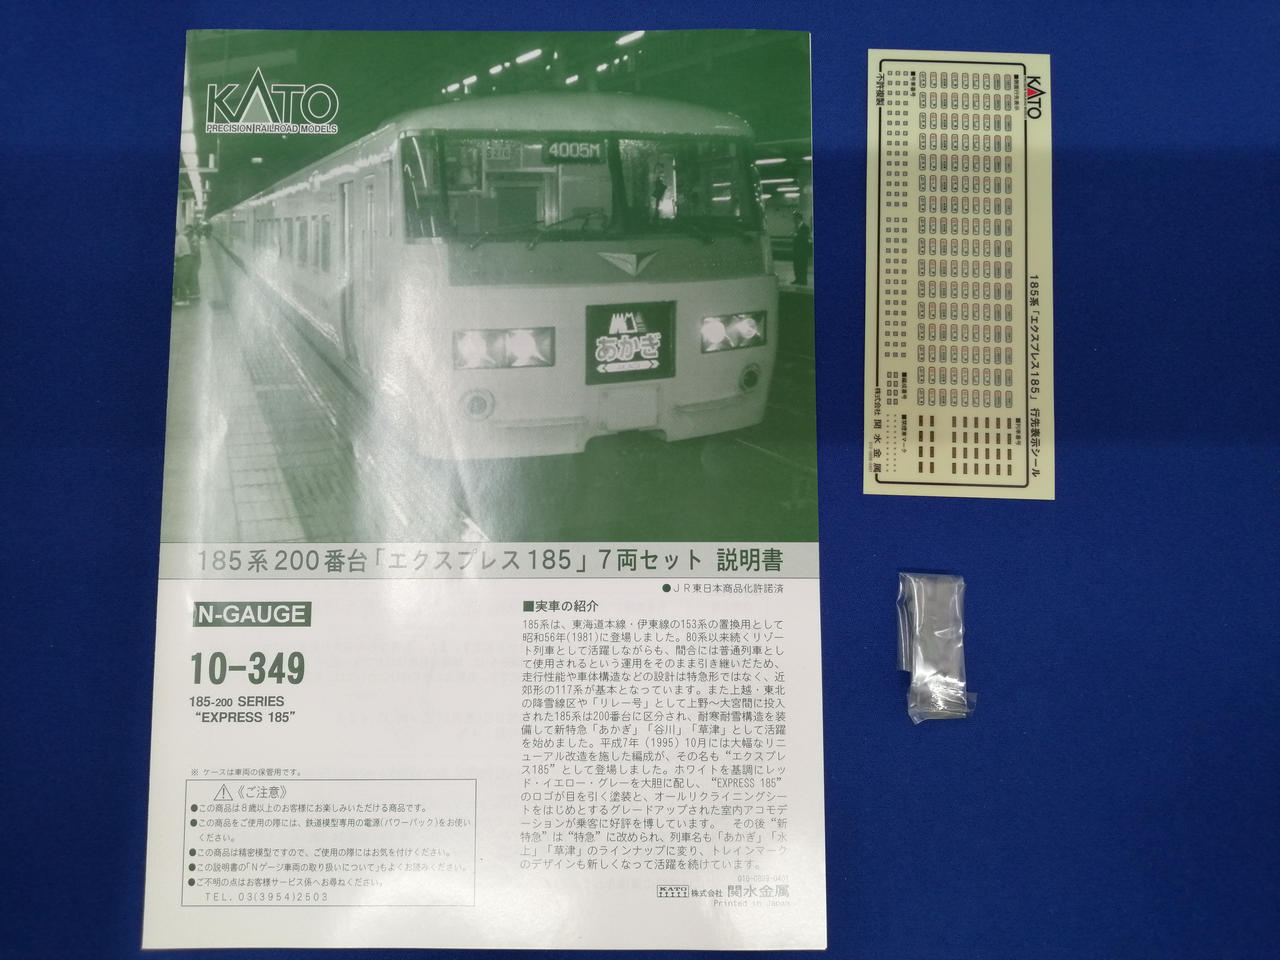 KATO
PRECISION RAILROAD MODELS
4005M
あかぎ
AKAGI
185系200番台「エクスプレス185」7両セット 説明書
●JR東日本商品化許諾済
N-GAUGE
10-349
185-200 SERIES
“EXPRESS 185”
※ ケースは車両の保管用です。
《ご注意》
●この商品は8歳以上のお客様にお楽しみいただける商品です。
●この商品をご使用の際には、鉄道模型専用の電源(パワーパック)をお使い
ください。
●この商品は精密模型ですので、ご使用の際にはお気を付けください。
●この説明書の「Nゲージ車両の取り扱いについて」もよくお読みください。
●ご不明の点はお客様サービス係へお尋ねください。
TEL.03(3954)2503
■実車の紹介
185系は、東海道本線・伊東線の153系の置換用として
昭和56年(1981)に登場しました。80系以来続くリゾー
ト列車として活躍しながらも、間合には普通列車とし
て使用されるという運用をそのまま引き継いだため、
走行性能や車体構造などの設計は特急形ではなく、近
郊形の117系が基本となっています。また上越・東北
の降雪線区や「リレー号」として上野〜大宮間に投入
された185系は200番台に区分され、耐寒耐雪構造を装
備して新特急「あかぎ」「谷川」「草津」として活躍
を始めました。平成7年(1995)10月には大幅なリニ
ューアル改造を施した編成が、その名も“エクスプレ
ス185”として登場しました。ホワイトを基調にレッ
ド・イエロー・グレーを大胆に配し、“EXPRESS 185”
のロゴが目を引く塗装と、オールリクライニングシー
トをはじめとするグレードアップされた室内アコモデ
ーションが乗客に好評を博しています。 その後“新
特急”は“特急”に改められ、列車名も「あかぎ」「水
上」「草津」のラインナップに変り、トレインマーク
のデザインも新しくなって活躍を続けています。
010-0899-0401
KATO 株式会社 関水金属
Printed in Japan
KATO
185系「エクスプレス185」行先表示シール
■列車番号
■号車番号
不許複製
■編成番号
■禁煙車マーク
株式会社 関水金属